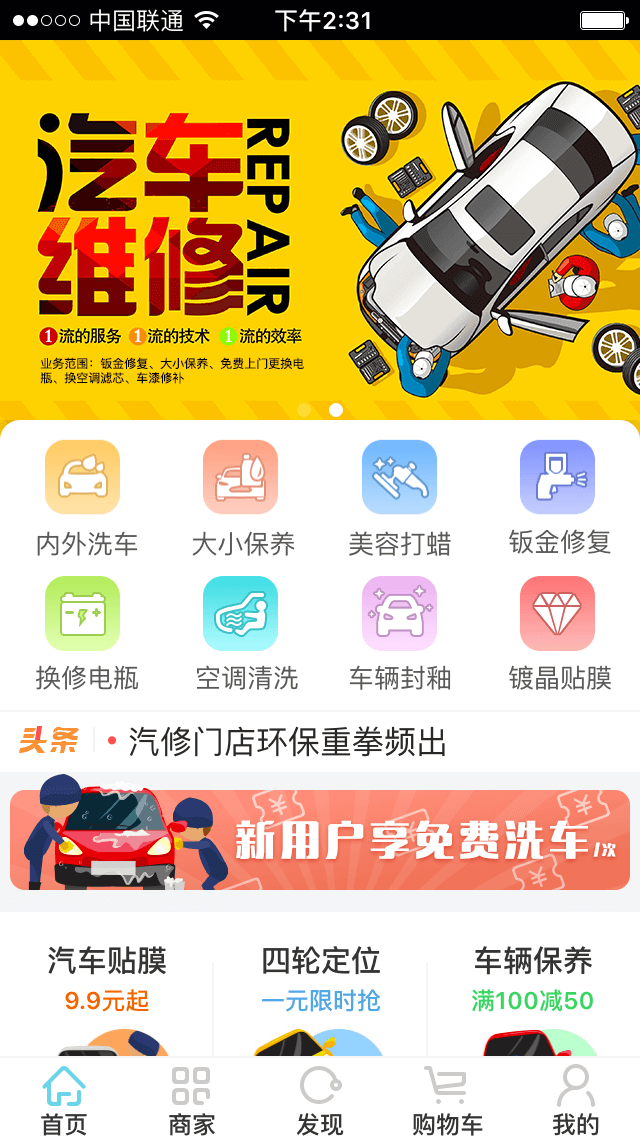 中国联通
下午2:31
汽车
维修
REPAIR
1流的服务 1流的技术 1流的效率
业务范围：钣金修复、大小保养、免费上门更换电
瓶、换空调滤芯、车漆修补
内外洗车 大小保养 美容打蜡 钣金修复
换修电瓶 空调清洗 车辆封釉 镀晶贴膜
头条 汽修门店环保重拳频出
新用户享免费洗车/1次
汽车贴膜 四轮定位 车辆保养
9.9元起 一元限时抢 满100减50
首页 商家 发现 购物车 我的